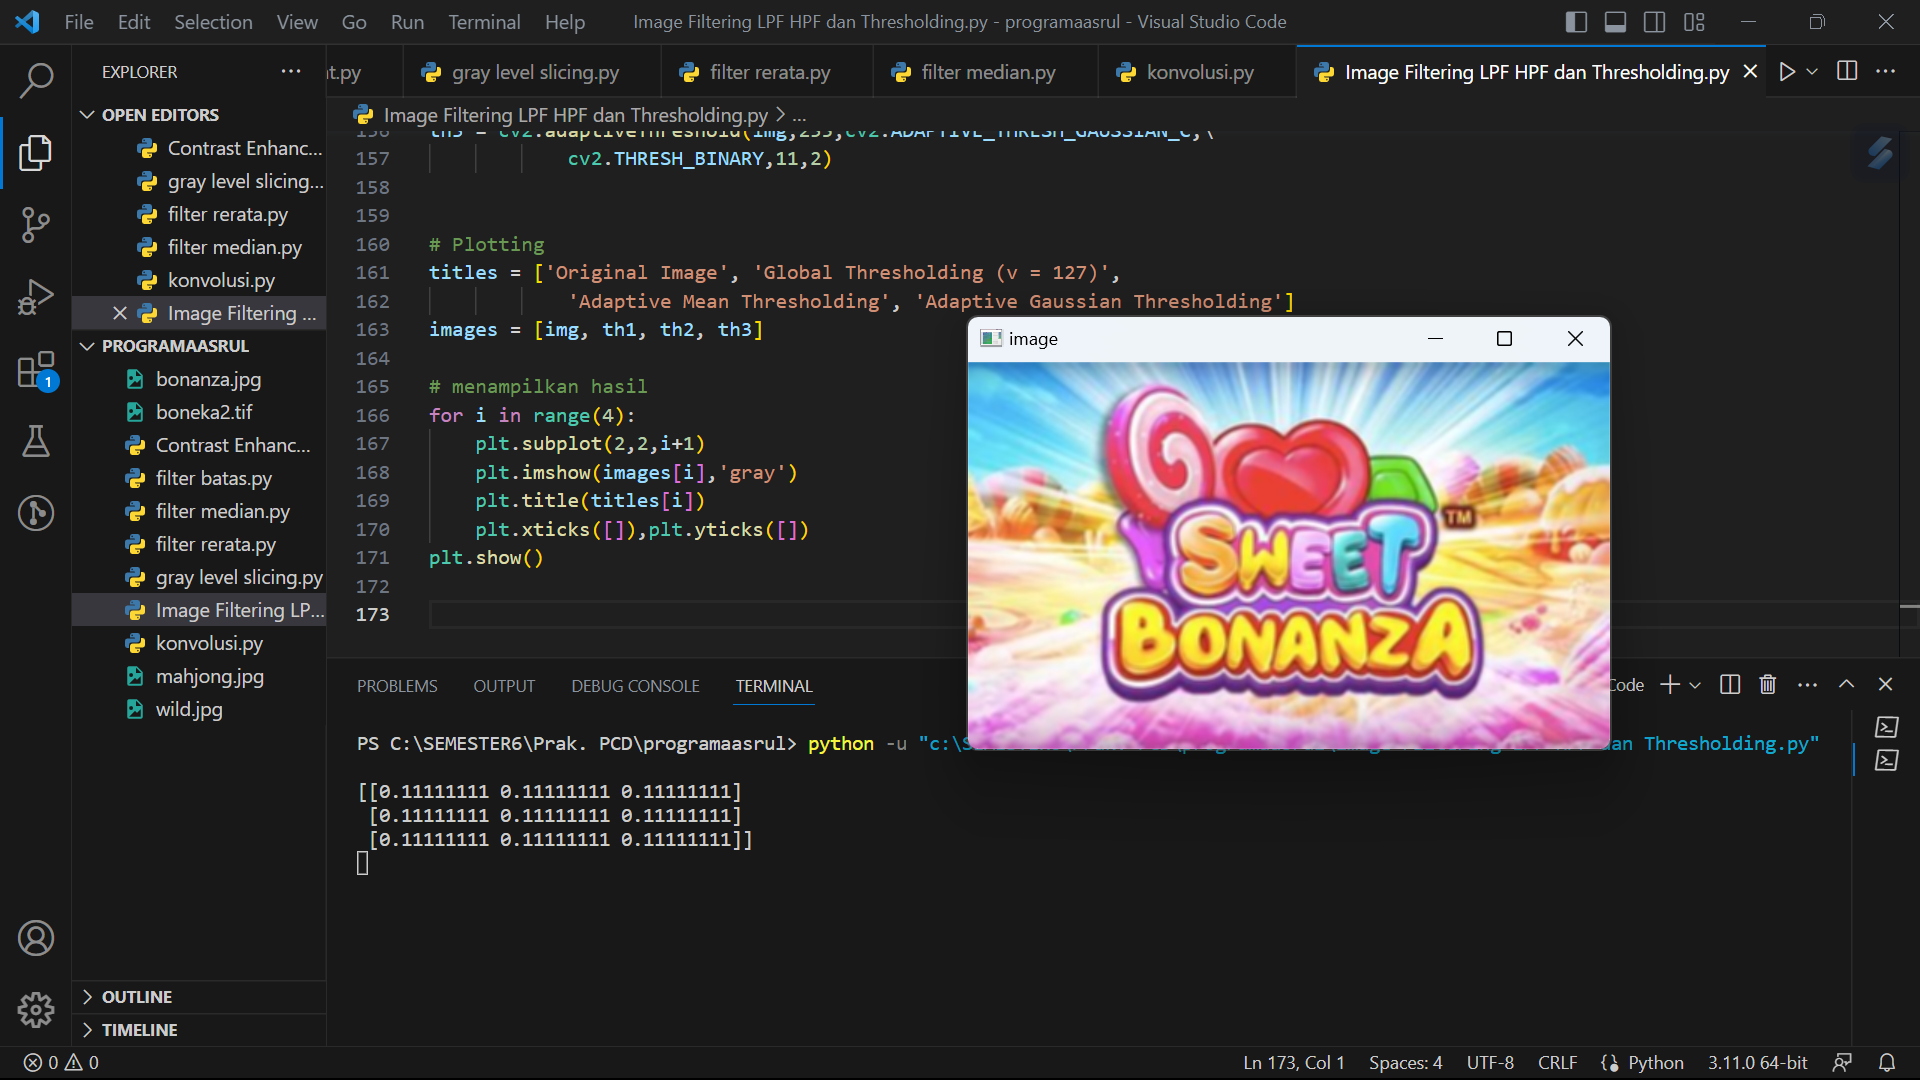 File Edit Selection View Go Run Terminal Help
Image Filtering LPF HPF dan Thresholding.py - programaasrul - Visual Studio Code
EXPLORER
t.py
gray level slicing.py
filter rerata.py
filter median.py
konvolusi.py
Image Filtering LPF HPF dan Thresholding.py
OPEN EDITORS
Contrast Enhanc...
gray level slicing...
filter rerata.py
filter median.py
konvolusi.py
Image Filtering ...
PROGRAMAASRUL
bonanza.jpg
boneka2.tif
Contrast Enhanc...
filter batas.py
filter median.py
filter rerata.py
gray level slicing.py
Image Filtering LP...
konvolusi.py
mahjong.jpg
wild.jpg
OUTLINE
TIMELINE
Image Filtering LPF HPF dan Thresholding.py > ...
156 th3 = cv2.adaptiveThreshold(img,255,cv2.ADAPTIVE_THRESH_GAUSSIAN_C,\
157 cv2.THRESH_BINARY,11,2)
158
159
160 # Plotting
161 titles = ['Original Image', 'Global Thresholding (v = 127)',
162 'Adaptive Mean Thresholding', 'Adaptive Gaussian Thresholding']
163 images = [img, th1, th2, th3]
164
165 # menampilkan hasil
166 for i in range(4):
167 plt.subplot(2,2,i+1)
168 plt.imshow(images[i],'gray')
169 plt.title(titles[i])
170 plt.xticks([]),plt.yticks([])
171 plt.show()
172
173
image
SWEET
BONANZA
TM
PROBLEMS OUTPUT DEBUG CONSOLE TERMINAL
Code
PS C:\SEMESTER6\Prak. PCD\programaasrul> python -u "c:\S dan Thresholding.py"
[[0.11111111 0.11111111 0.11111111]
[0.11111111 0.11111111 0.11111111]
[0.11111111 0.11111111 0.11111111]]
1
0 0
Ln 173, Col 1 Spaces: 4 UTF-8 CRLF Python 3.11.0 64-bit